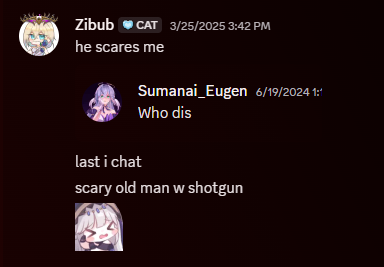 Zibub CAT 3/25/2025 3:42 PM
he scares me
Sumanai_Eugen 6/19/2024 1:
Who dis
last i chat
scary old man w shotgun